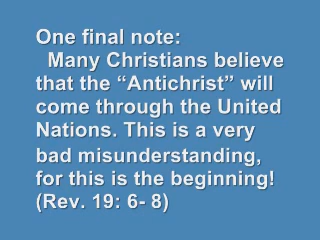 One final note:
Many Christians believe
that the “Antichrist” will
come through the United
Nations. This is a very
bad misunderstanding,
for this is the beginning!
(Rev. 19: 6- 8)